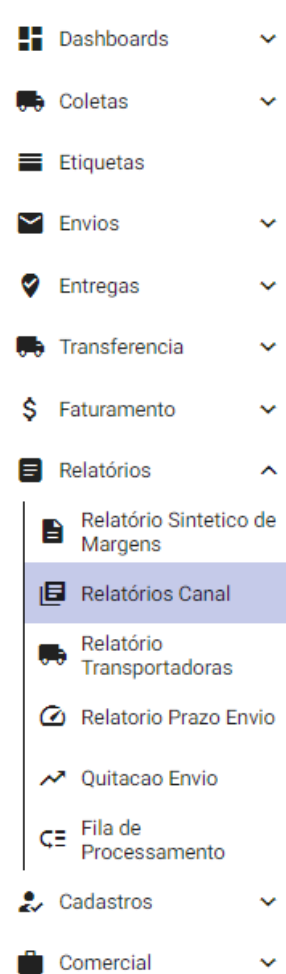 Dashboards
Coletas
Etiquetas
Envios
Entregas
Transferencia
$ Faturamento
Relatórios
Relatório Sintetico de
Margens
Relatórios Canal
Relatório
Transportadoras
Relatorio Prazo Envio
Quitacao Envio
Fila de
Processamento
Cadastros
Comercial